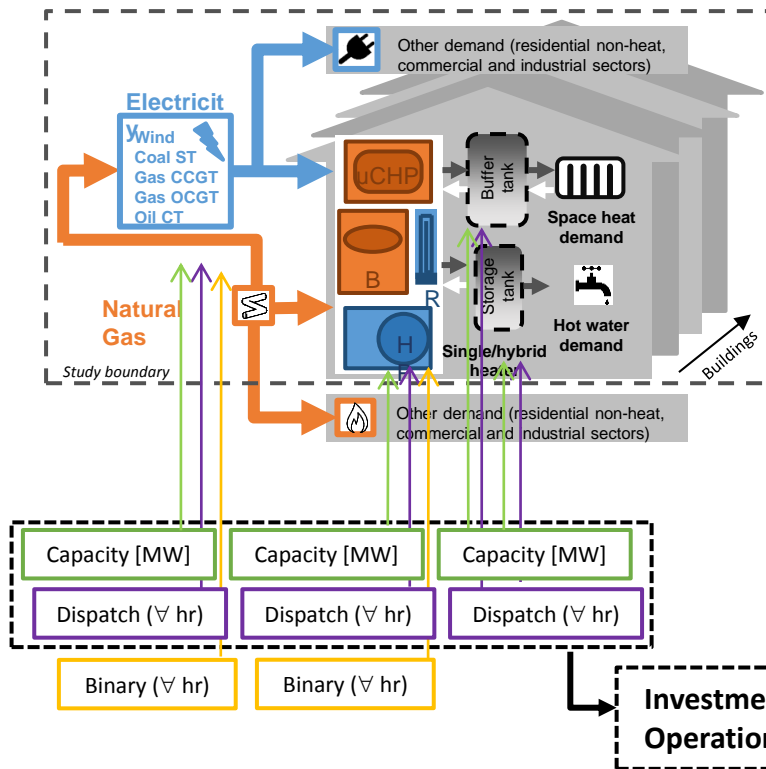 Other demand (residential non-heat,
commercial and industrial sectors)
Electricit
y
Wind
Coal ST
Gas CCGT
Gas OCGT
Oil CT
uCHP
Buffer
tank
Space heat
demand
B
R
Storage
tank
Natural
Gas
H
P
Hot water
demand
Single/hybrid
heater
Buildings
Study boundary
Other demand (residential non-heat,
commercial and industrial sectors)
Capacity [MW]
Capacity [MW]
Capacity [MW]
Dispatch (∀ hr)
Dispatch (∀ hr)
Dispatch (∀ hr)
Binary (∀ hr)
Binary (∀ hr)
Investme
Operation